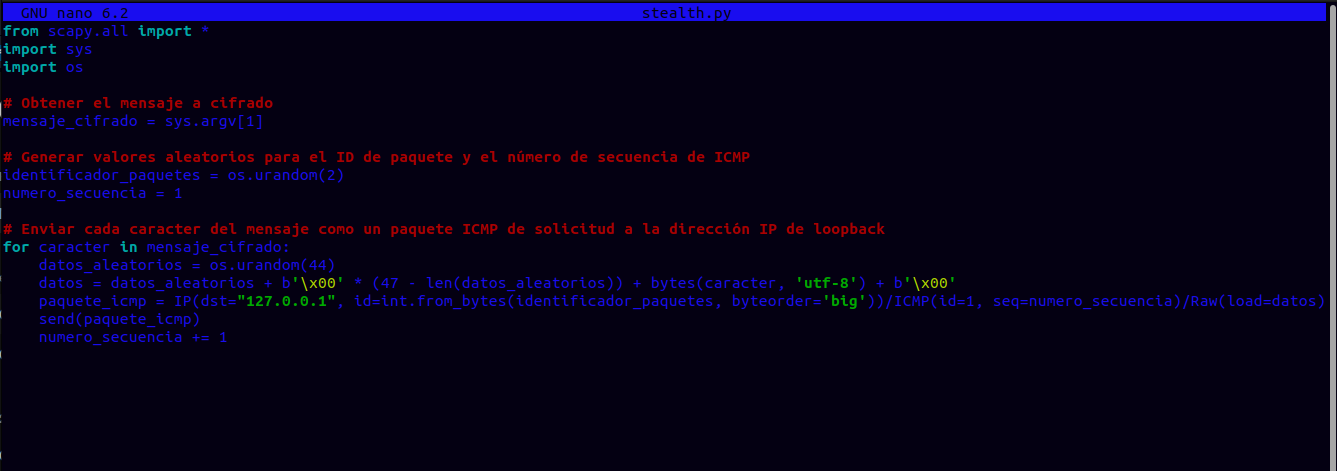 GNU nano 6.2 stealth.py
from scapy.all import *
import sys
import os
# Obtener el mensaje a cifrado
mensaje_cifrado = sys.argv[1]
# Generar valores aleatorios para el ID de paquete y el número de secuencia de ICMP
identificador_paquetes = os.urandom(2)
numero_secuencia = 1
# Enviar cada caracter del mensaje como un paquete ICMP de solicitud a la dirección IP de loopback
for caracter in mensaje_cifrado:
    datos_aleatorios = os.urandom(44)
    datos = datos_aleatorios + b'\x00' * (47 - len(datos_aleatorios)) + bytes(caracter, 'utf-8') + b'\x00'
    paquete_icmp = IP(dst="127.0.0.1", id=int.from_bytes(identificador_paquetes, byteorder='big'))/ICMP(id=1, seq=numero_secuencia)/Raw(load=datos)
    send(paquete_icmp)
    numero_secuencia += 1